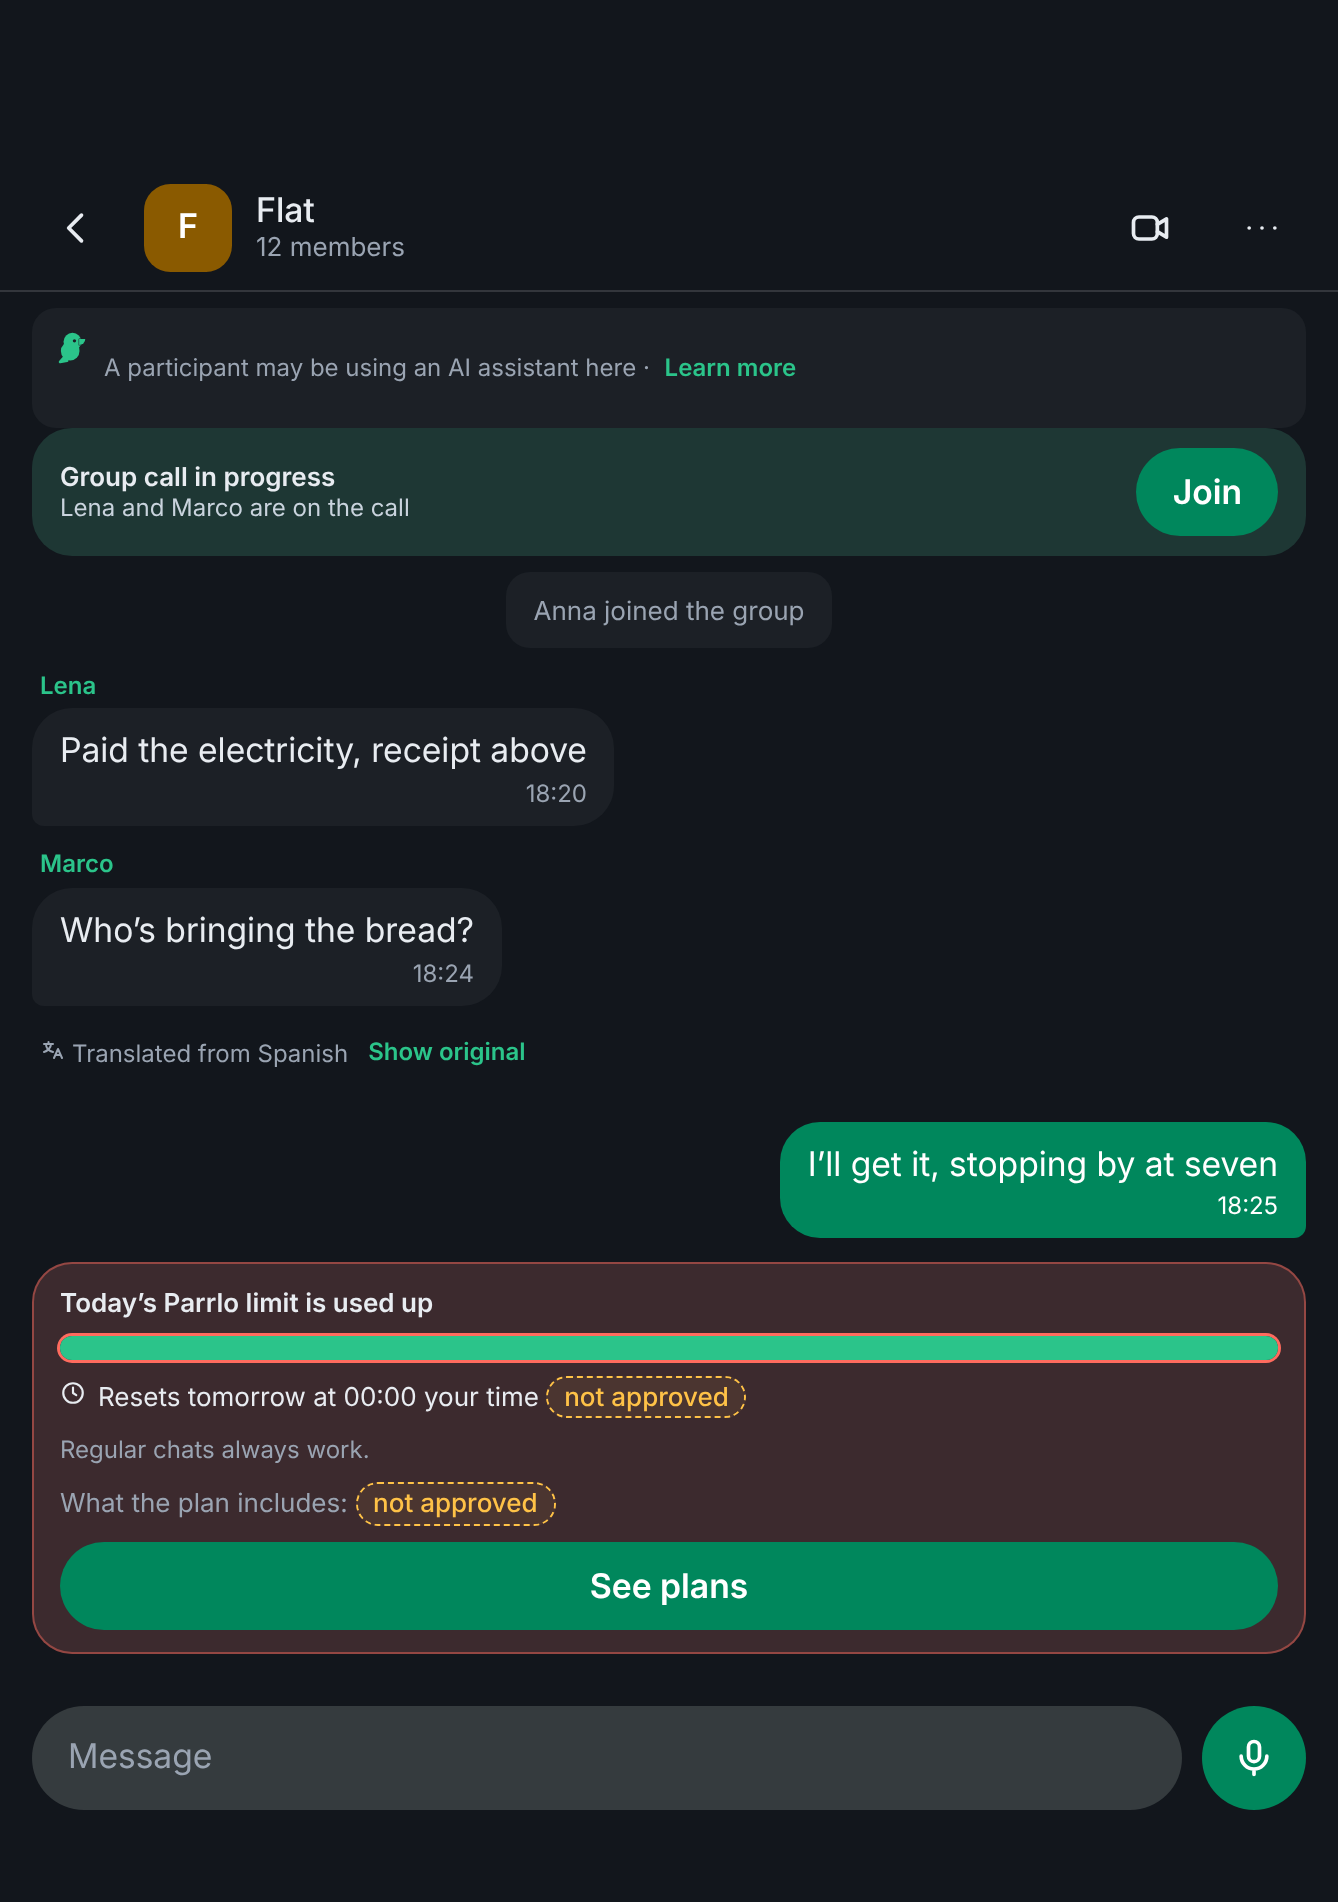 F
Flat
12 members
A participant may be using an AI assistant here · Learn more
Group call in progress
Lena and Marco are on the call
Join
Anna joined the group
Lena
Paid the electricity, receipt above
18:20
Marco
Who’s bringing the bread?
18:24
Translated from Spanish Show original
I’ll get it, stopping by at seven
18:25
Today’s Parrlo limit is used up
Resets tomorrow at 00:00 your time not approved
Regular chats always work.
What the plan includes: not approved
See plans
Message